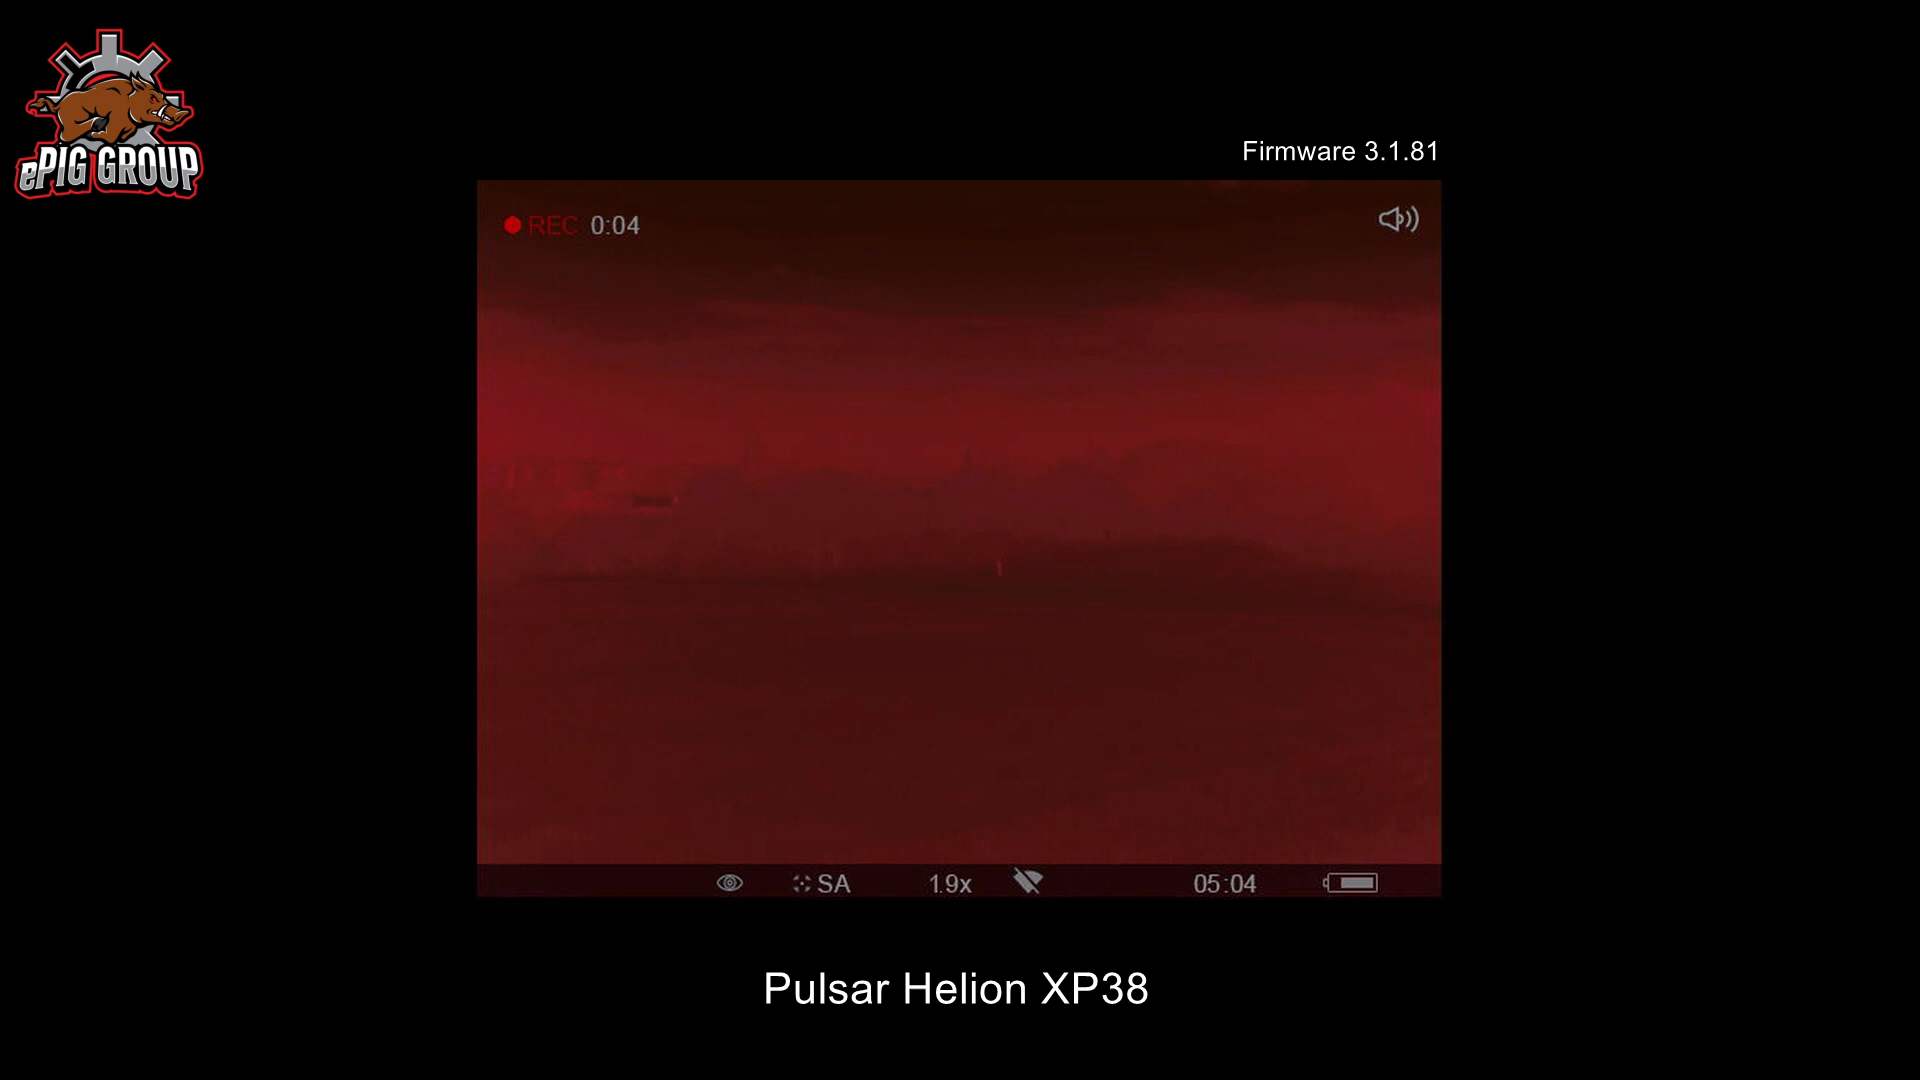 ePIG GROUP
Firmware 3.1.81
REC 0:04
SA 1.9x 05:04
Pulsar Helion XP38